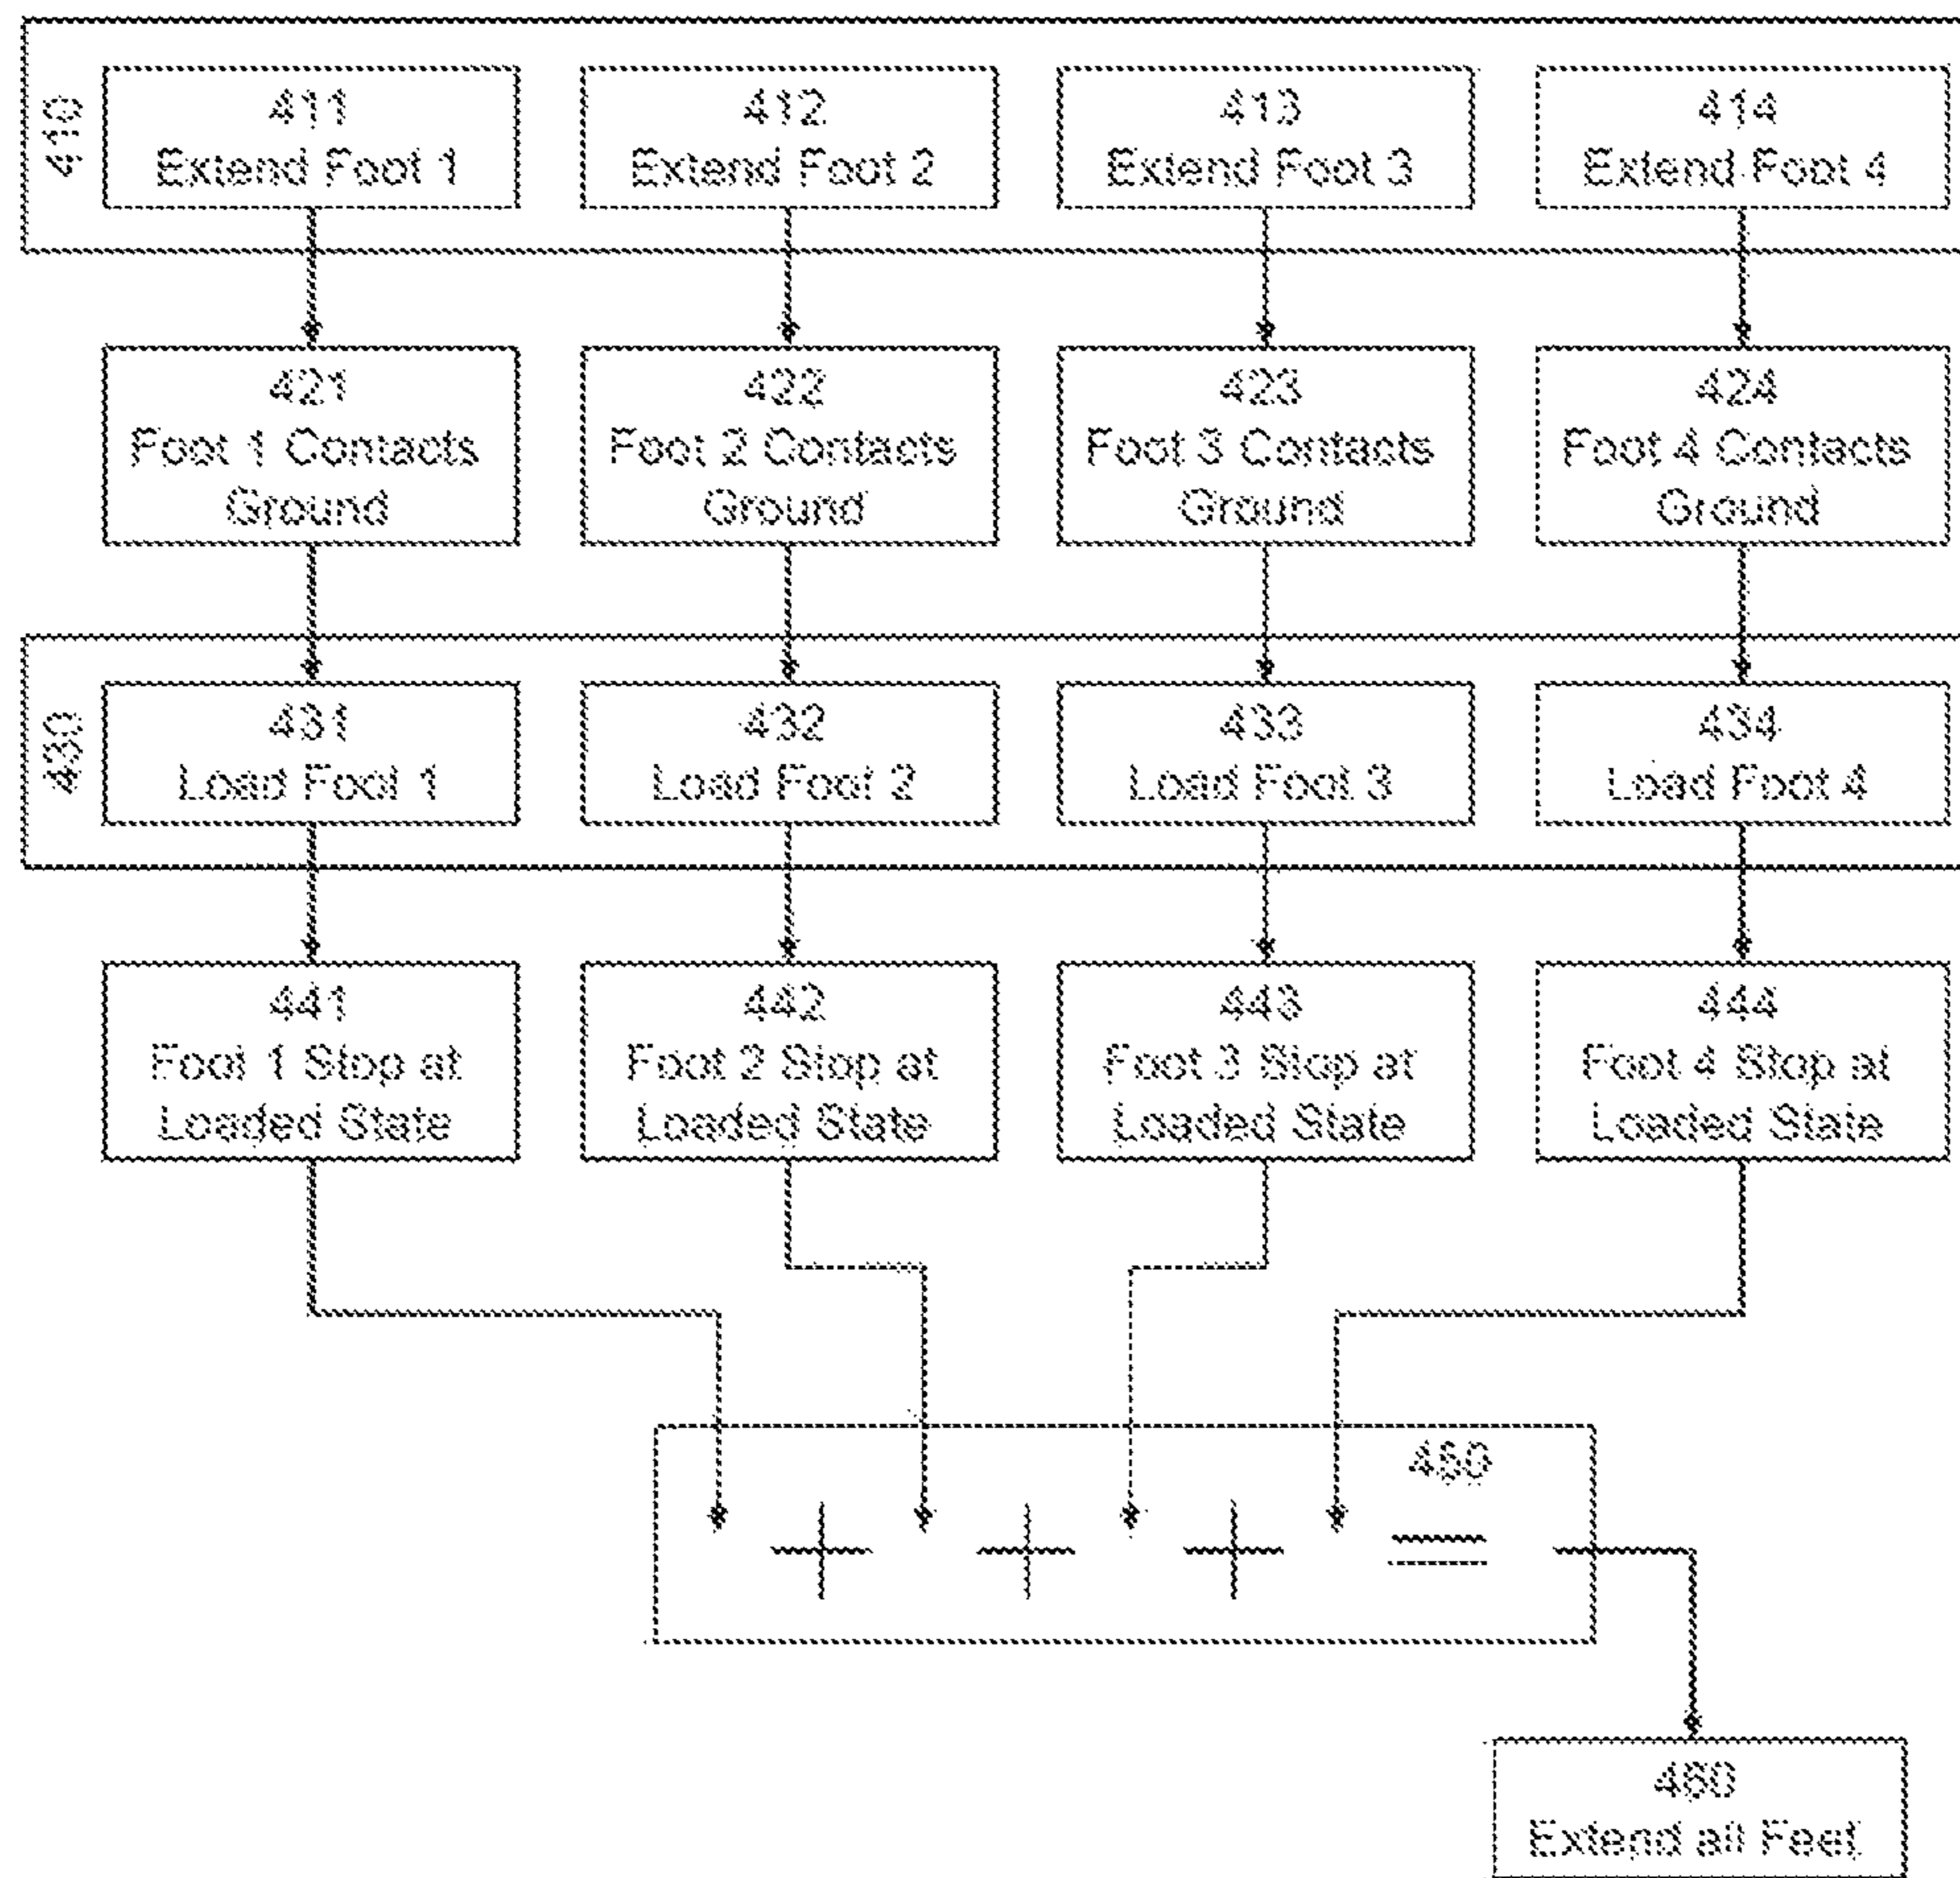 410
411
Extend Foot 1
412
Extend Foot 2
413
Extend Foot 3
414
Extend Foot 4
421
Foot 1 Contacts
Ground
422
Foot 2 Contacts
Ground
423
Foot 3 Contacts
Ground
424
Foot 4 Contacts
Ground
430
431
Load Foot 1
432
Load Foot 2
433
Load Foot 3
434
Load Foot 4
441
Foot 1 Stop at
Loaded State
442
Foot 2 Stop at
Loaded State
443
Foot 3 Stop at
Loaded State
444
Foot 4 Stop at
Loaded State
450
+ + + =
460
Extend all Feet